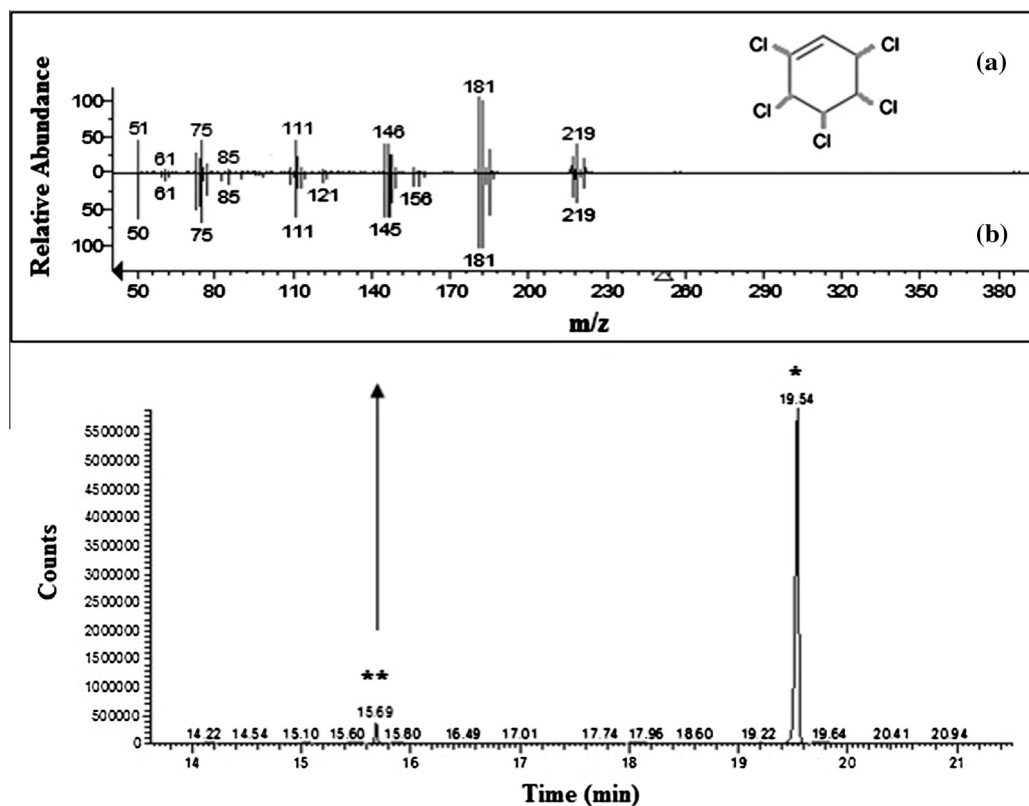 Cl Cl (a)
Cl Cl
Cl
Relative Abundance
100
50
0
50
100
51 61 75 85 111 146 181 219
61 85 121 156
50 75 111 145 181 219
(b)
50 80 110 140 170 200 230 260 290 320 350 380
m/z
*
19.54
Counts
5500000
5000000
4500000
4000000
3500000
3000000
2500000
2000000
1500000
1000000
500000
0
**
15.69
14.22 14.54 15.10 15.60 15.80 16.49 17.01 17.74 17.96 18.60 19.22 19.64 20.41 20.94
14 15 16 17 18 19 20 21
Time (min)